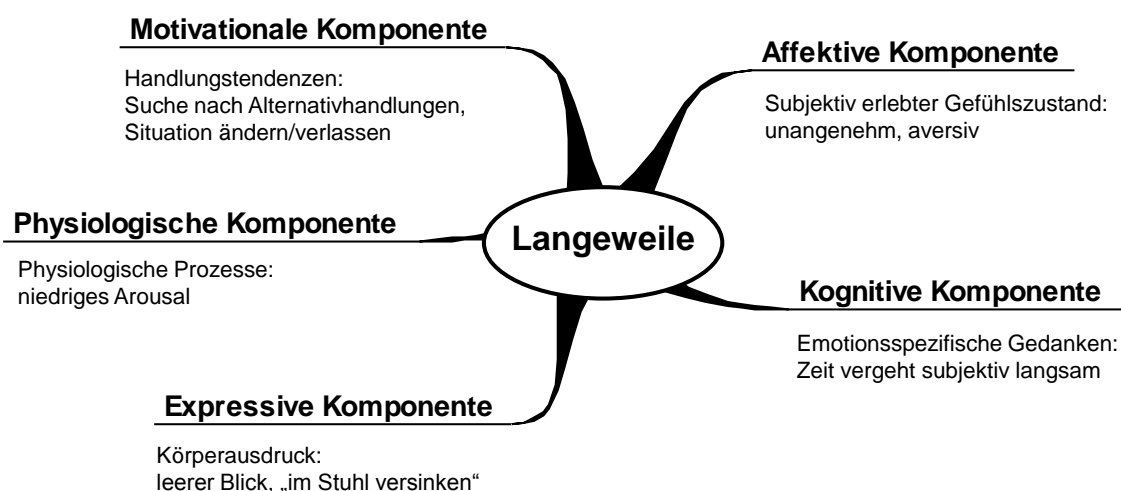 Motivationale Komponente
Handlungstendenzen:
Suche nach Alternativhandlungen,
Situation ändern/verlassen
Affektive Komponente
Subjektiv erlebter Gefühlszustand:
unangenehm, aversiv
Physiologische Komponente
Physiologische Prozesse:
niedriges Arousal
Langeweile
Kognitive Komponente
Emotionsspezifische Gedanken:
Zeit vergeht subjektiv langsam
Expressive Komponente
Körperausdruck:
leerer Blick, „im Stuhl versinken“